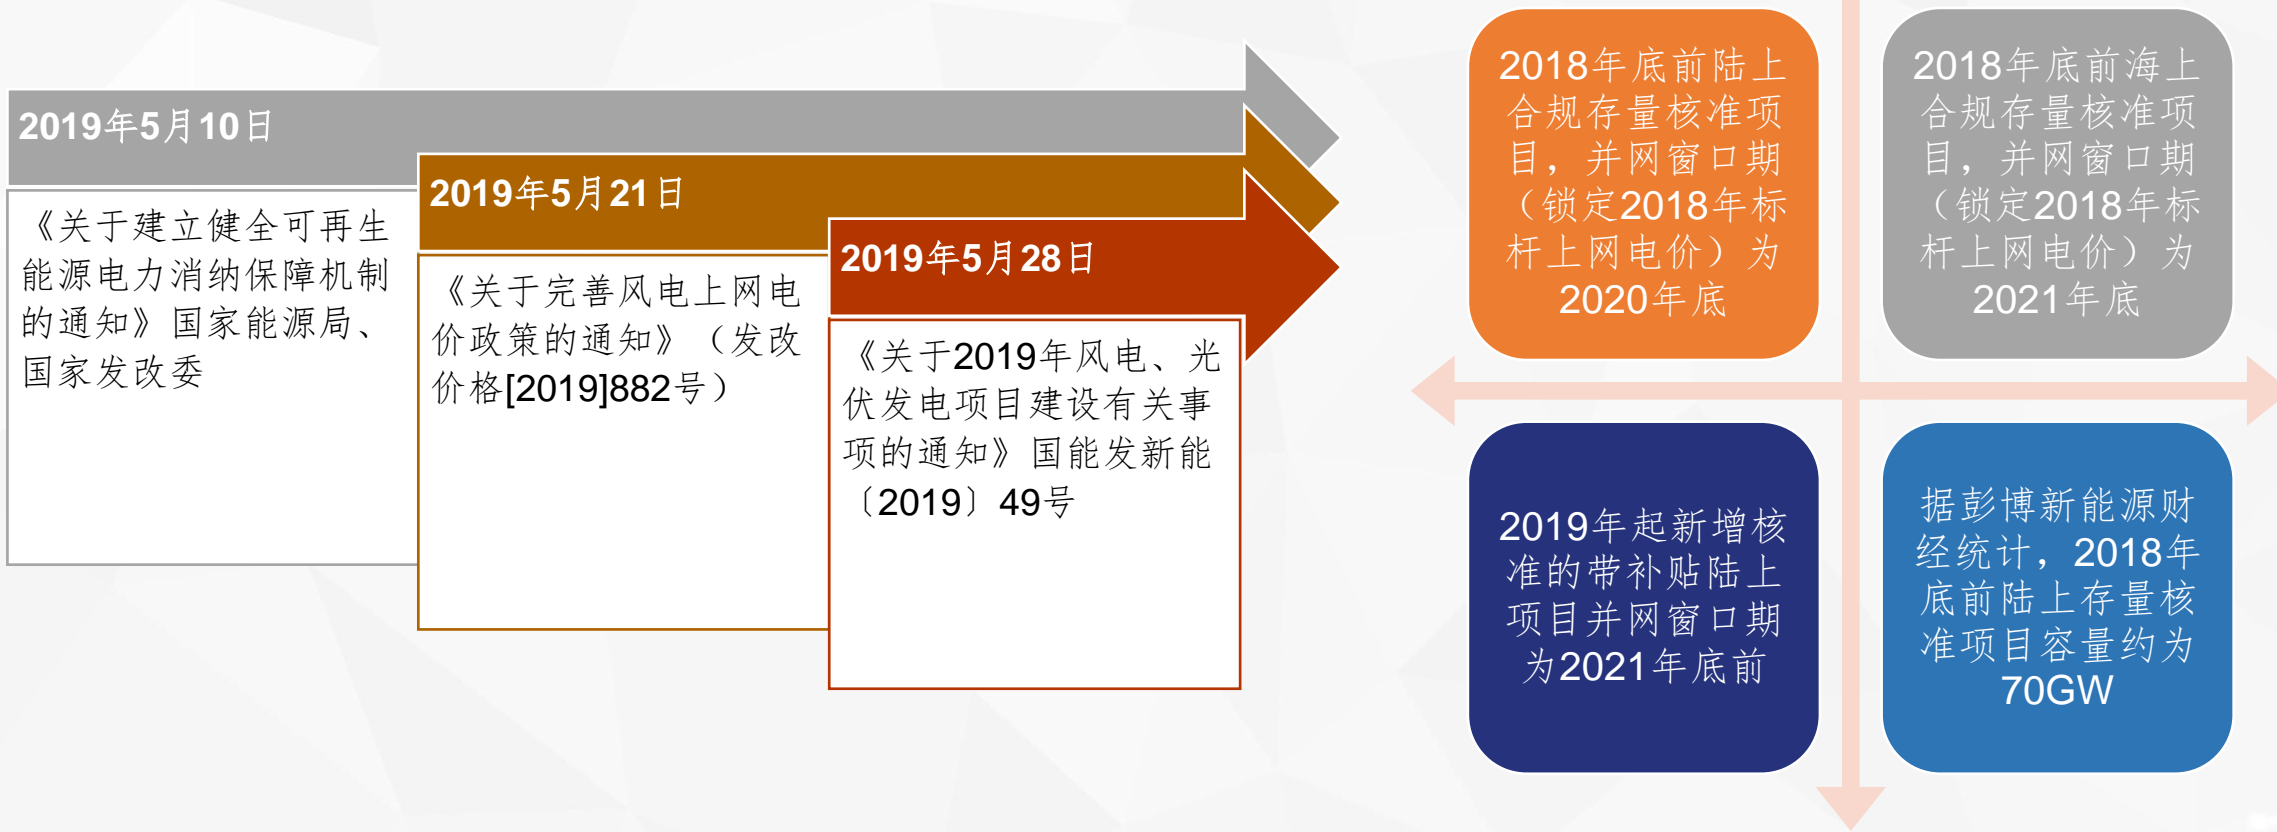 2019年5月10日
《关于建立健全可再生
能源电力消纳保障机制
的通知》国家能源局、
国家发改委
2019年5月21日
《关于完善风电上网电
价政策的通知》（发改
价格[2019]882号）
2019年5月28日
《关于2019年风电、光
伏发电项目建设有关事
项的通知》国能发新能
〔2019〕49号
2018年底前陆上
合规存量核准项
目，并网窗口期
（锁定2018年标
杆上网电价）为
2020年底
2018年底前海上
合规存量核准项
目，并网窗口期
（锁定2018年标
杆上网电价）为
2021年底
2019年起新增核
准的带补贴陆上
项目并网窗口期
为2021年底前
据彭博新能源财
经统计，2018年
底前陆上存量核
准项目容量约为
70GW